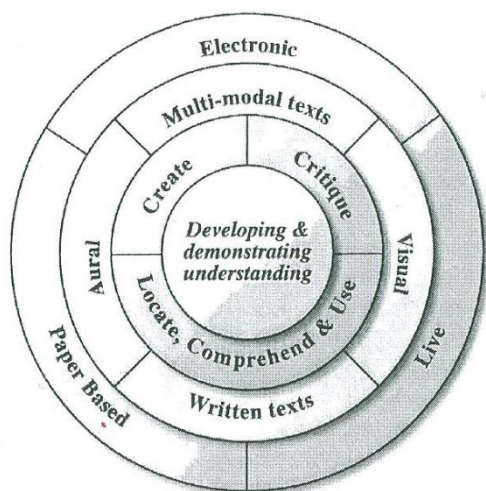 Electronic
Multi-modal texts
Create
Critique
Developing &
demonstrating
understanding
Aural
Visual
Locate, Comprehend & Use
Live
Paper Based
Written texts